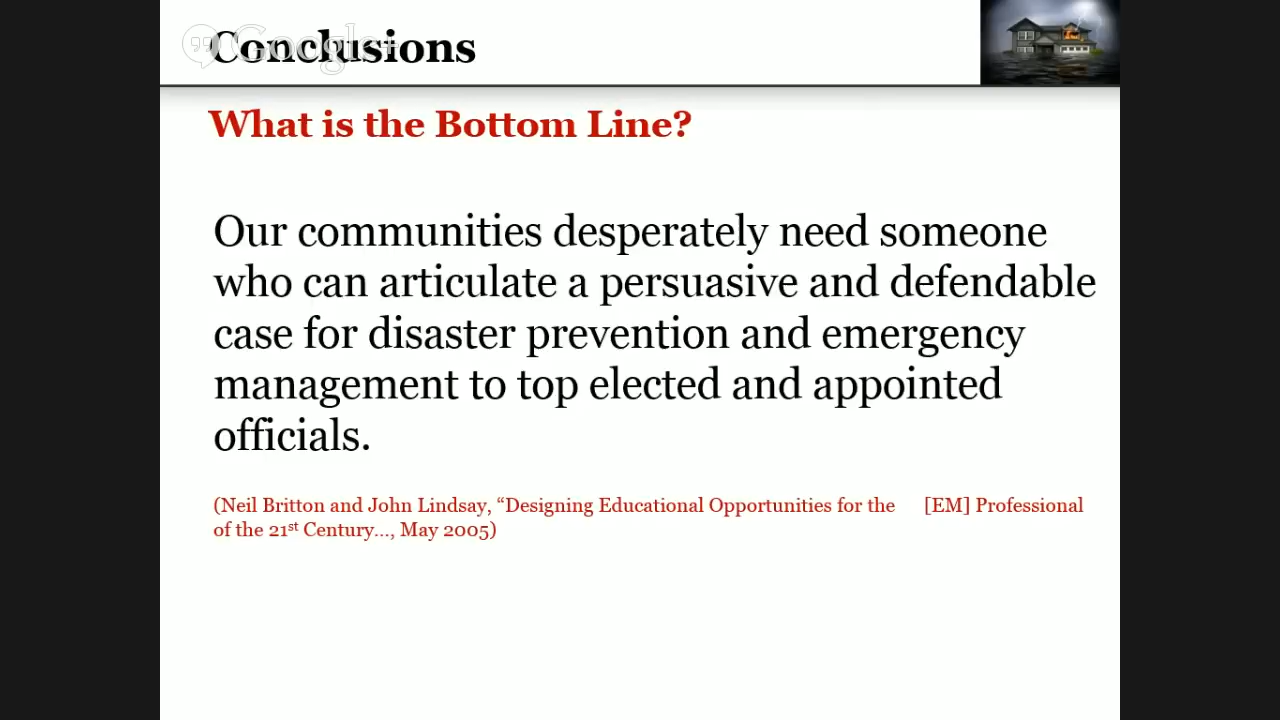 Google+
Conclusions
What is the Bottom Line?
Our communities desperately need someone
who can articulate a persuasive and defendable
case for disaster prevention and emergency
management to top elected and appointed
officials.
(Neil Britton and John Lindsay, “Designing Educational Opportunities for the [EM] Professional
of the 21st Century…, May 2005)